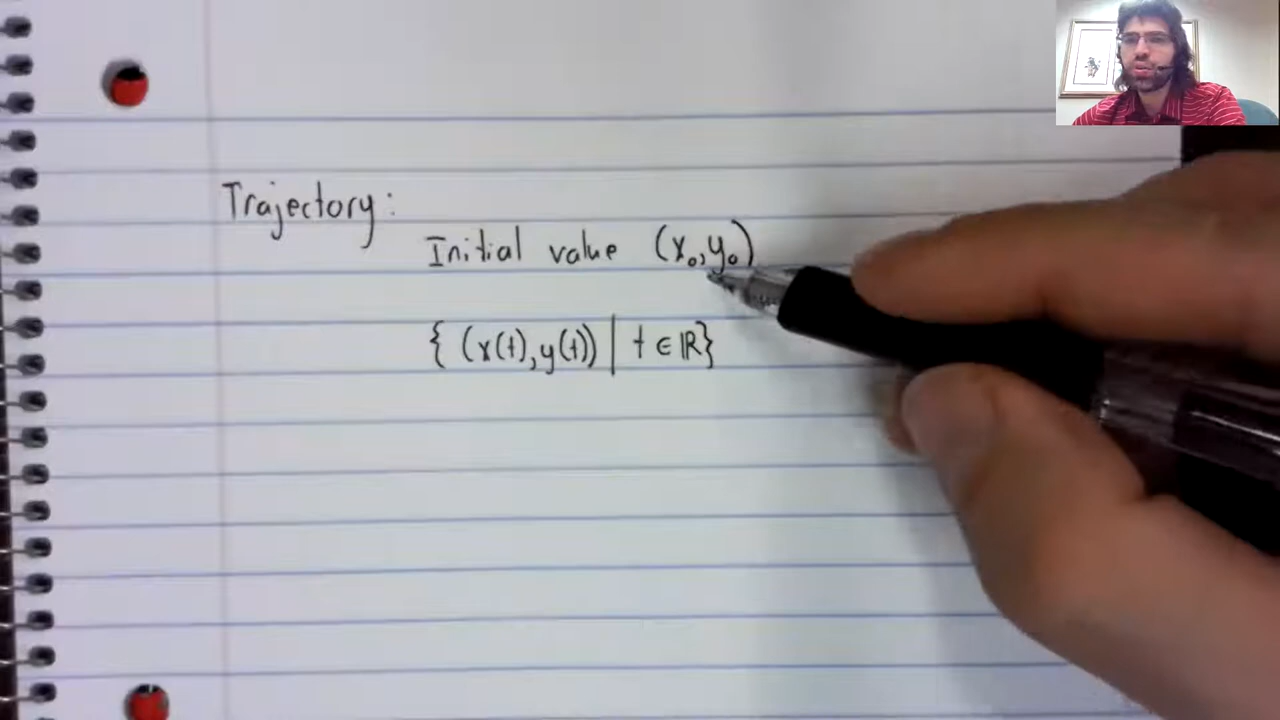 Trajectory:
Initial value (x₀,y₀)
{ (x(t),y(t)) | t ∈ ℝ}